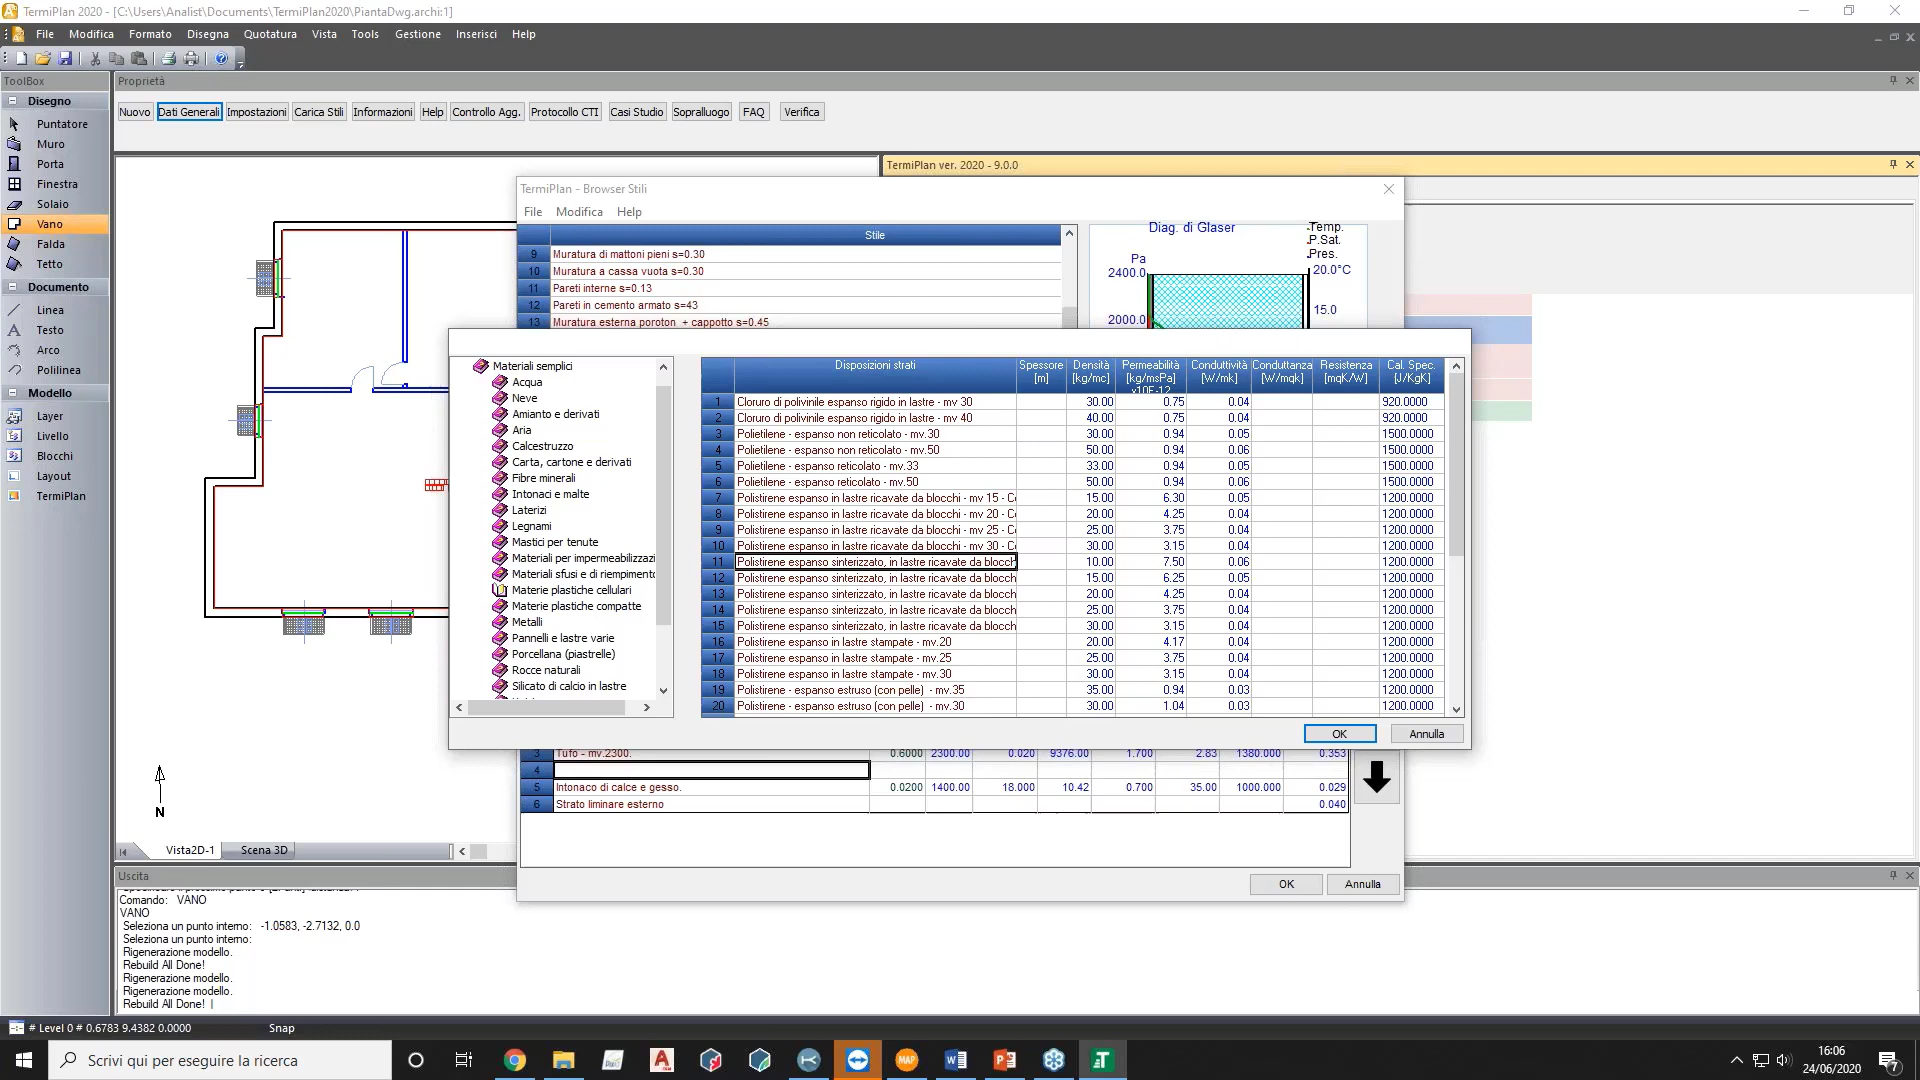 TermiPlan 2020 - [C:\Users\Analist\Documents\TermiPlan2020\PiantaDwg.archi:1]
File Modifica Formato Disegna Quotatura Vista Tools Gestione Inserisci Help
ToolBox
Proprietà
Disegno
Puntatore
Muro
Porta
Finestra
Solaio
Vano
Falda
Tetto
Documento
Linea
Testo
Arco
Polilinea
Modello
Layer
Livello
Blocchi
Layout
TermiPlan
Nuovo Dati Generali Impostazioni Carica Stili Informazioni Help Controllo Agg. Protocollo CTI Casi Studio Sopralluogo FAQ Verifica
TermiPlan ver. 2020 - 9.0.0
TermiPlan - Browser Stili
File Modifica Help
Stile
9 Muratura di mattoni pieni s=0.30
10 Muratura a cassa vuota s=0.30
11 Pareti interne s=0.13
12 Pareti in cemento armato s=43
13 Muratura esterna poroton + cappotto s=0.45
Diag. di Glaser
Temp.
P.Sat.
Pres.
Pa
2400.0
2000.0
20.0°C
15.0
Materiali semplici
Acqua
Neve
Amianto e derivati
Aria
Calcestruzzo
Carta, cartone e derivati
Fibre minerali
Intonaci e malte
Laterizi
Legnami
Mastici per tenute
Materiali per impermeabilizzazi
Materiali sfusi e di riempimento
Materie plastiche cellulari
Materie plastiche compatte
Metalli
Pannelli e lastre varie
Porcellana (piastrelle)
Rocce naturali
Silicato di calcio in lastre
Disposizioni strati Spessore [m] Densità [kg/mc] Permeabilità [kg/msPa] x10E-12 Conduttività [W/mk] Conduttanza [W/mqk] Resistenza [mqK/W] Cal. Spec. [J/KgK]
1 Cloruro di polivinile espanso rigido in lastre - mv 30 30.00 0.75 0.04 920.0000
2 Cloruro di polivinile espanso rigido in lastre - mv 40 40.00 0.75 0.04 920.0000
3 Polietilene - espanso non reticolato - mv.30 30.00 0.94 0.05 1500.0000
4 Polietilene - espanso non reticolato - mv.50 50.00 0.94 0.06 1500.0000
5 Polietilene - espanso reticolato - mv.33 33.00 0.94 0.05 1500.0000
6 Polietilene - espanso reticolato - mv.50 50.00 0.94 0.06 1500.0000
7 Polistirene espanso in lastre ricavate da blocchi - mv 15 - Co 15.00 6.30 0.05 1200.0000
8 Polistirene espanso in lastre ricavate da blocchi - mv 20 - Co 20.00 4.25 0.04 1200.0000
9 Polistirene espanso in lastre ricavate da blocchi - mv 25 - Co 25.00 3.75 0.04 1200.0000
10 Polistirene espanso in lastre ricavate da blocchi - mv 30 - Co 30.00 3.15 0.04 1200.0000
11 Polistirene espanso sinterizzato, in lastre ricavate da blocch 10.00 7.50 0.06 1200.0000
12 Polistirene espanso sinterizzato, in lastre ricavate da blocch 15.00 6.25 0.05 1200.0000
13 Polistirene espanso sinterizzato, in lastre ricavate da blocch 20.00 4.25 0.04 1200.0000
14 Polistirene espanso sinterizzato, in lastre ricavate da blocch 25.00 3.75 0.04 1200.0000
15 Polistirene espanso sinterizzato, in lastre ricavate da blocch 30.00 3.15 0.04 1200.0000
16 Polistirene espanso in lastre stampate - mv.20 20.00 4.17 0.04 1200.0000
17 Polistirene espanso in lastre stampate - mv.25 25.00 3.75 0.04 1200.0000
18 Polistirene espanso in lastre stampate - mv.30 30.00 3.15 0.04 1200.0000
19 Polistirene - espanso estruso (con pelle) - mv.35 35.00 0.94 0.03 1200.0000
20 Polistirene - espanso estruso (con pelle) - mv.30 30.00 1.04 0.03 1200.0000
OK Annulla
3 Tufo - mv.2300. 0.6000 2300.00 0.020 9376.00 1.700 2.83 1380.000 0.353
4
5 Intonaco di calce e gesso. 0.0200 1400.00 18.000 10.42 0.700 35.00 1000.000 0.029
6 Strato liminare esterno 0.040
OK Annulla
N
Vista2D-1 Scena 3D
Uscita
Comando: VANO
VANO
Seleziona un punto interno: -1.0583, -2.7132, 0.0
Seleziona un punto interno:
Rigenerazione modello.
Rebuild All Done!
Rigenerazione modello.
Rigenerazione modello.
Rebuild All Done!
# Level 0 # 0.6783 9.4382 0.0000 Snap
Scrivi qui per eseguire la ricerca
MAP
16:06
24/06/2020
7